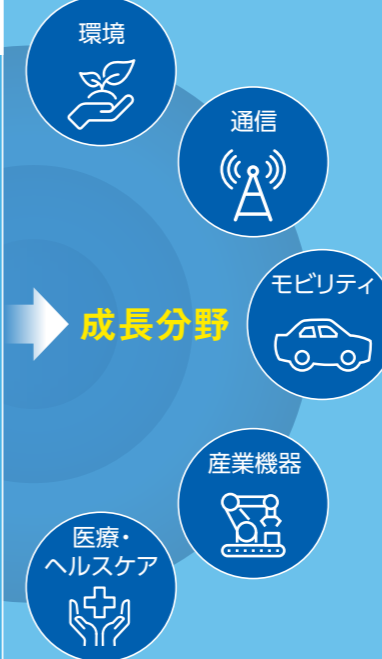 環境
通信
モビリティ
成長分野
産業機器
医療・
ヘルスケア